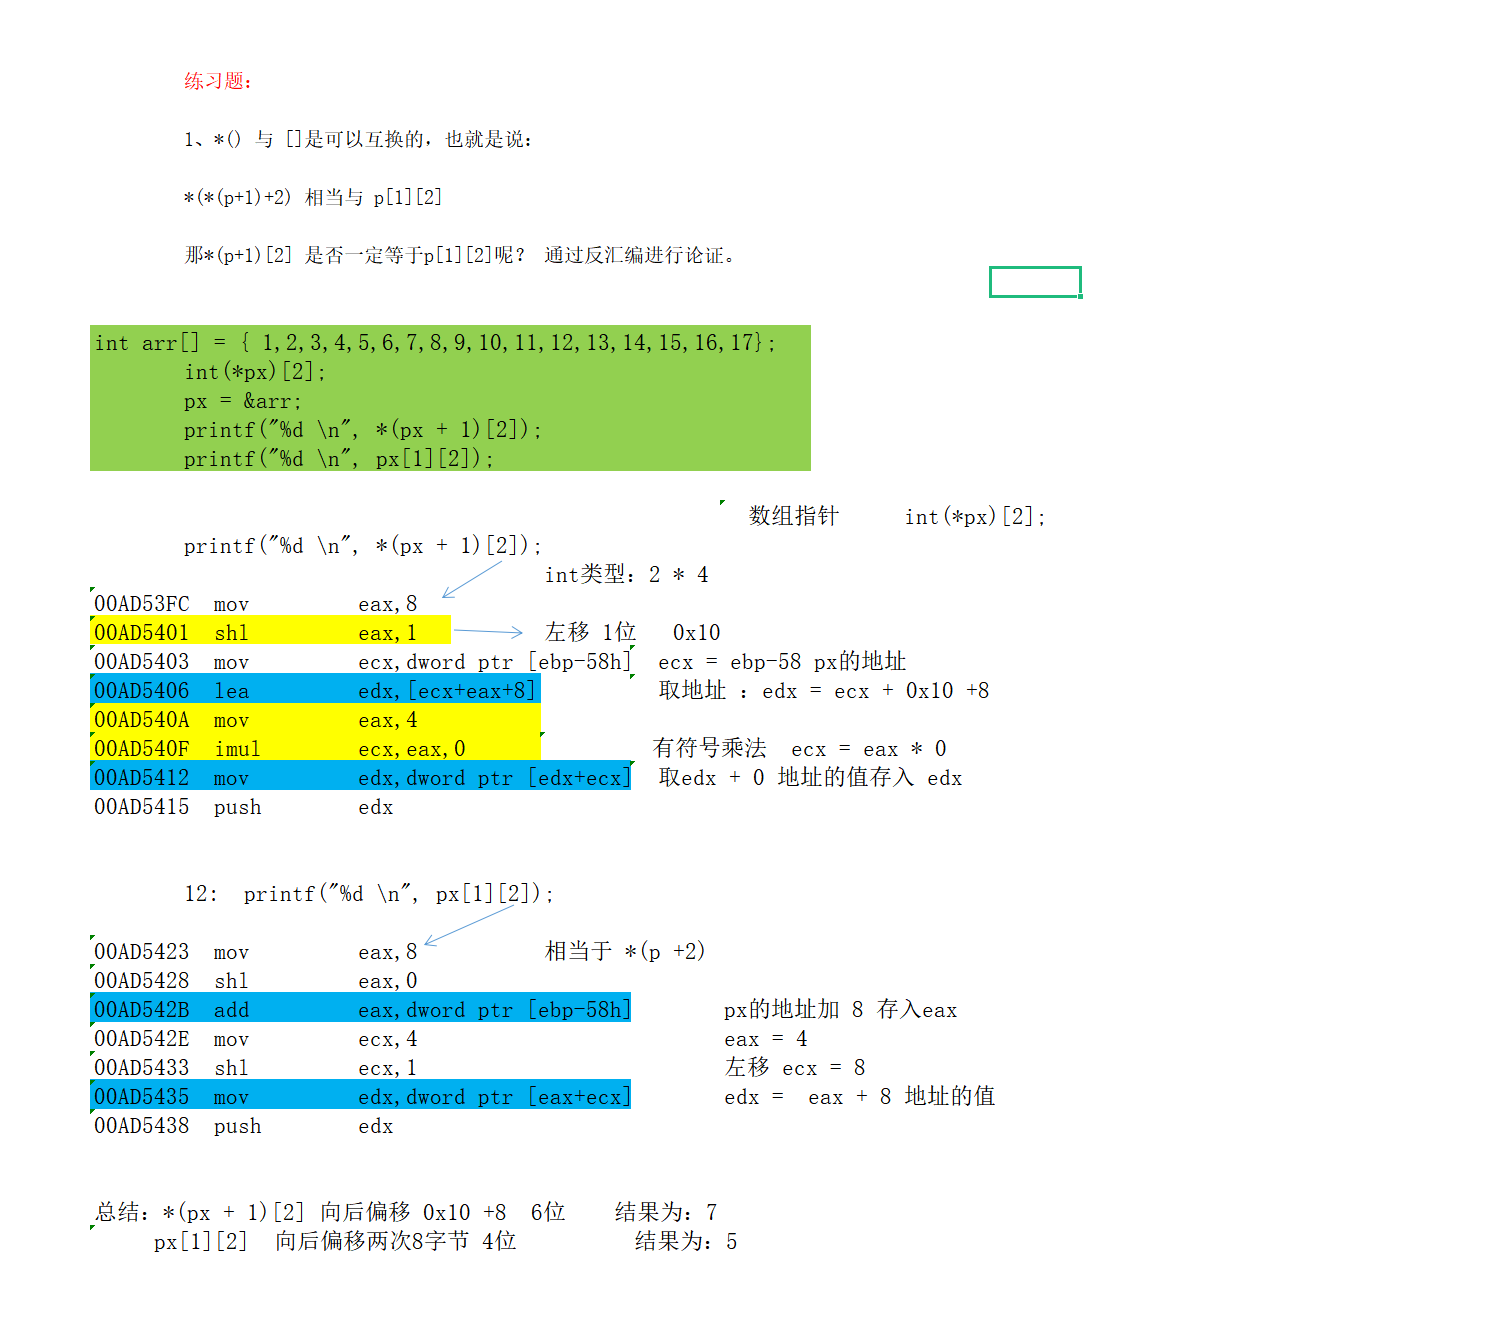 练习题：
1、*() 与 []是可以互换的，也就是说：
*(*(p+1)+2) 相当与 p[1][2]
那*(p+1)[2] 是否一定等于p[1][2]呢？ 通过反汇编进行论证。
int arr[] = { 1,2,3,4,5,6,7,8,9,10,11,12,13,14,15,16,17};
int(*px)[2];
px = &arr;
printf("%d \n", *(px + 1)[2]);
printf("%d \n", px[1][2]);
数组指针 int(*px)[2];
printf("%d \n", *(px + 1)[2]);
int类型：2 * 4
00AD53FC mov eax,8
00AD5401 shl eax,1 左移 1位 0x10
00AD5403 mov ecx,dword ptr [ebp-58h] ecx = ebp-58 px的地址
00AD5406 lea edx,[ecx+eax+8] 取地址 ：edx = ecx + 0x10 +8
00AD540A mov eax,4
00AD540F imul ecx,eax,0 有符号乘法 ecx = eax * 0
00AD5412 mov edx,dword ptr [edx+ecx] 取edx + 0 地址的值存入 edx
00AD5415 push edx
12: printf("%d \n", px[1][2]);
00AD5423 mov eax,8 相当于 *(p +2)
00AD5428 shl eax,0
00AD542B add eax,dword ptr [ebp-58h] px的地址加 8 存入eax
00AD542E mov ecx,4 eax = 4
00AD5433 shl ecx,1 左移 ecx = 8
00AD5435 mov edx,dword ptr [eax+ecx] edx = eax + 8 地址的值
00AD5438 push edx
总结：*(px + 1)[2] 向后偏移 0x10 +8 6位 结果为：7
px[1][2] 向后偏移两次8字节 4位 结果为：5